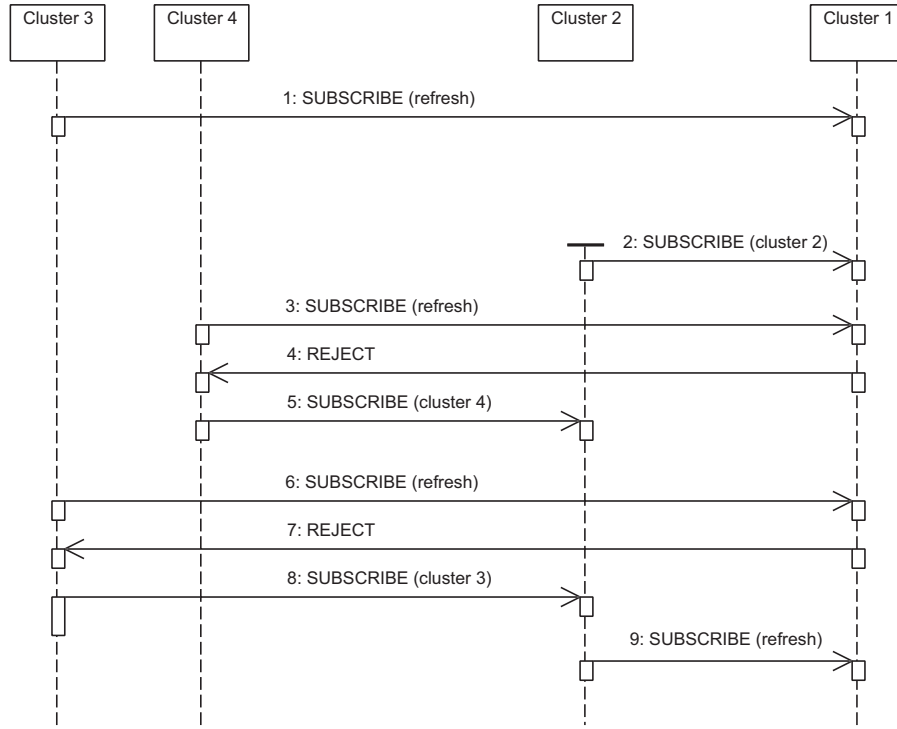 Cluster 3
Cluster 4
Cluster 2
Cluster 1
1: SUBSCRIBE (refresh)
2: SUBSCRIBE (cluster 2)
3: SUBSCRIBE (refresh)
4: REJECT
5: SUBSCRIBE (cluster 4)
6: SUBSCRIBE (refresh)
7: REJECT
8: SUBSCRIBE (cluster 3)
9: SUBSCRIBE (refresh)